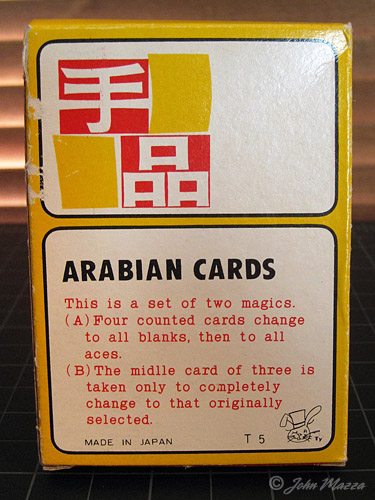 手
品
ARABIAN CARDS
This is a set of two magics.
(A) Four counted cards change
to all blanks, then to all
aces.
(B) The midlle card of three is
taken only to completely
change to that originally
selected.
MADE IN JAPAN T 5
© John Mazza